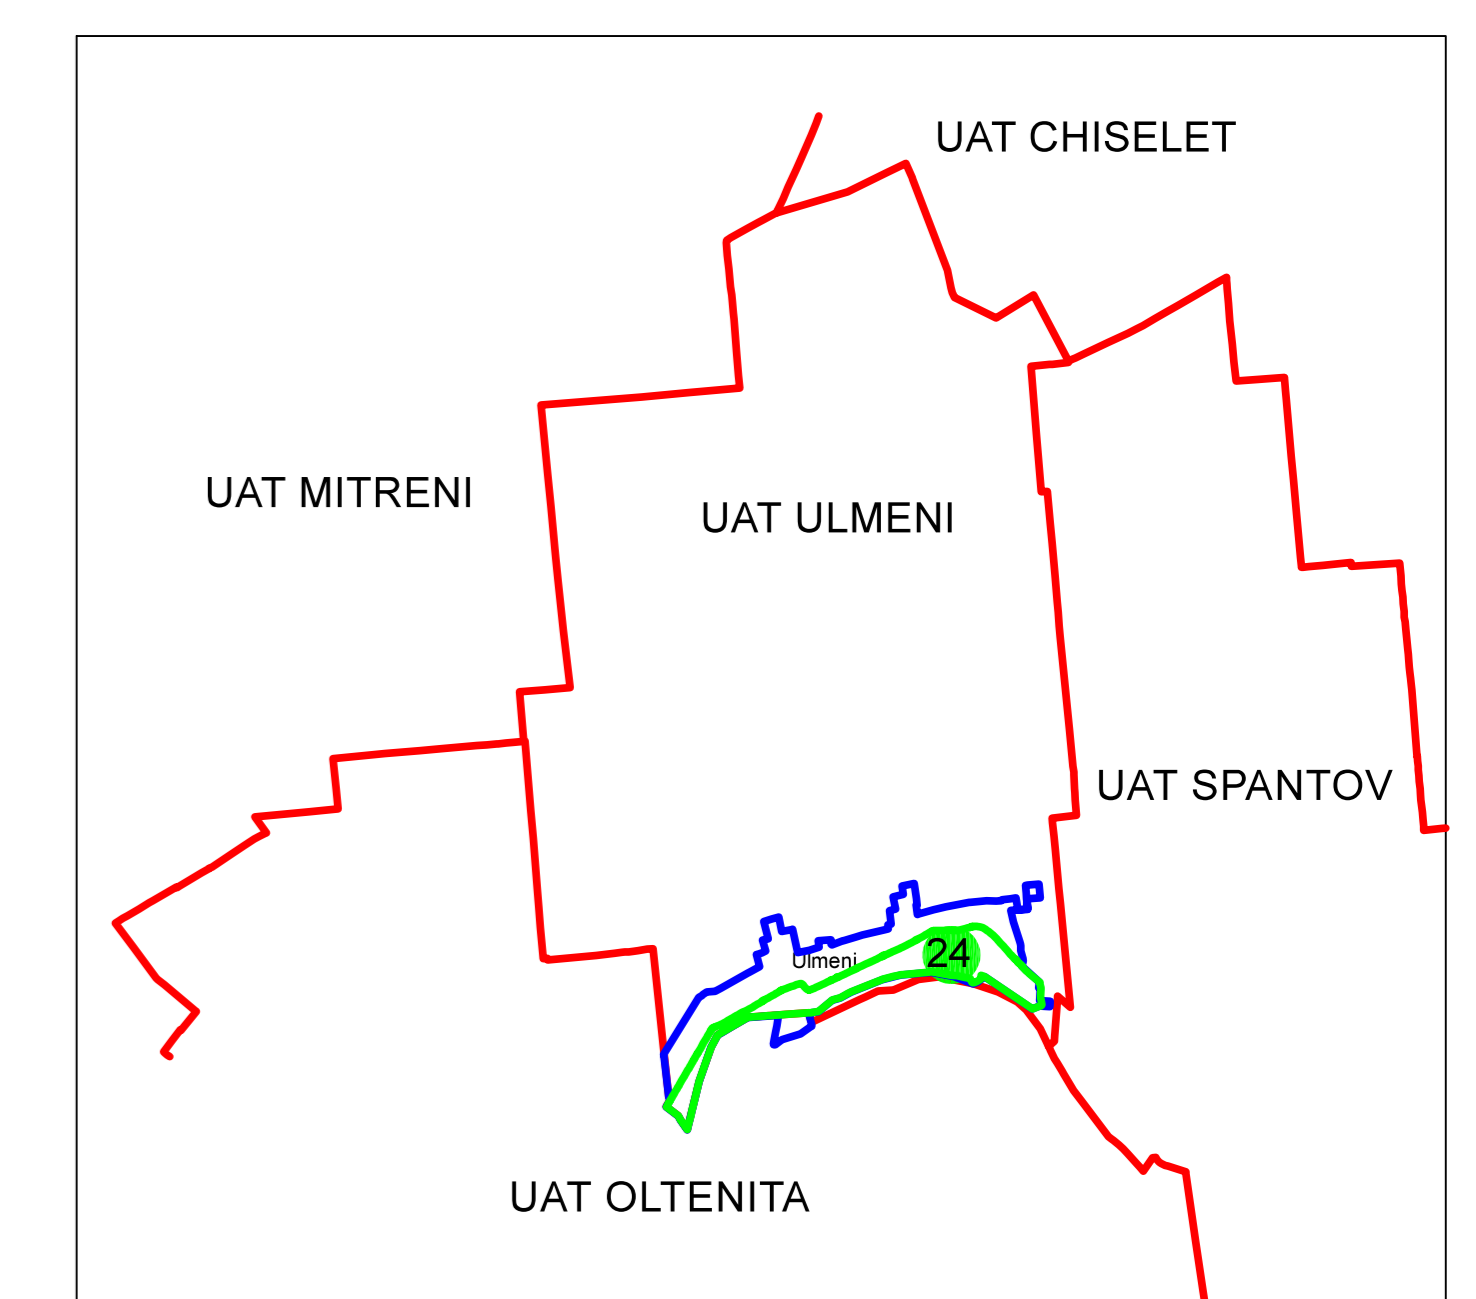 UAT CHISELET
UAT MITRENI
UAT ULMENI
UAT SPANTOV
24
Ulmeni
UAT OLTENITA